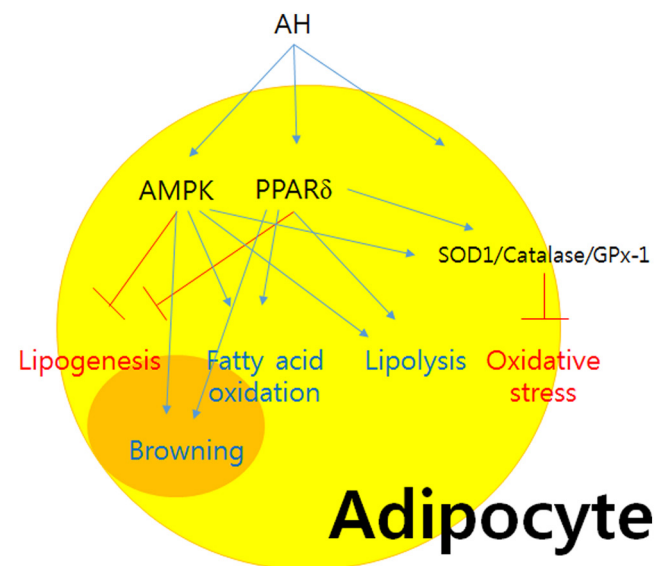 AH
AMPK PPARδ
SOD1/Catalase/GPx-1
Lipogenesis Fatty acid Lipolysis Oxidative
oxidation stress
Browning
Adipocyte